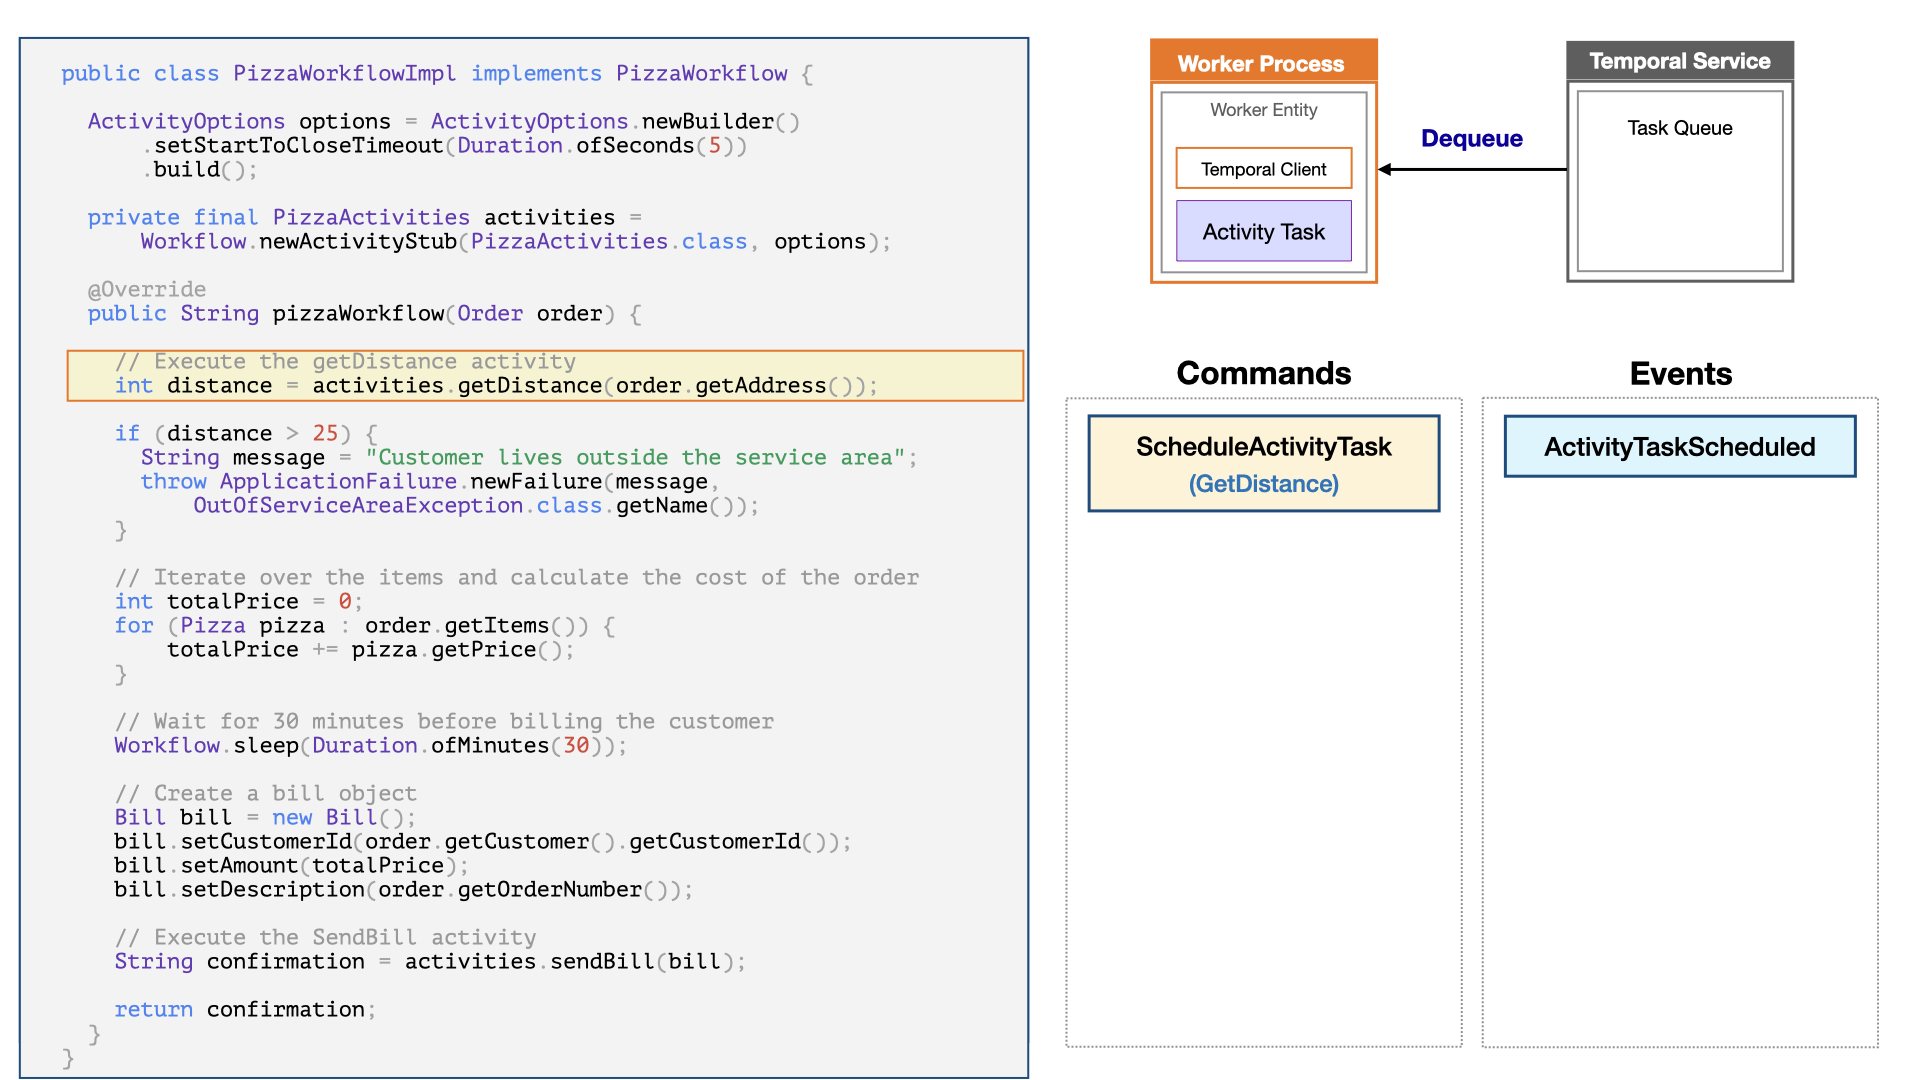 public class PizzaWorkflowImpl implements PizzaWorkflow {
ActivityOptions options = ActivityOptions.newBuilder()
.setStartToCloseTimeout(Duration.ofSeconds(5))
.build();
private final PizzaActivities activities =
Workflow.newActivityStub(PizzaActivities.class, options);
@Override
public String pizzaWorkflow(Order order) {
// Execute the getDistance activity
int distance = activities.getDistance(order.getAddress());
if (distance > 25) {
String message = "Customer lives outside the service area";
throw ApplicationFailure.newFailure(message,
OutOfServiceAreaException.class.getName());
}
// Iterate over the items and calculate the cost of the order
int totalPrice = 0;
for (Pizza pizza : order.getItems()) {
totalPrice += pizza.getPrice();
}
// Wait for 30 minutes before billing the customer
Workflow.sleep(Duration.ofMinutes(30));
// Create a bill object
Bill bill = new Bill();
bill.setCustomerId(order.getCustomer().getCustomerId());
bill.setAmount(totalPrice);
bill.setDescription(order.getOrderNumber());
// Execute the SendBill activity
String confirmation = activities.sendBill(bill);
return confirmation;
}
}
Worker Process
Worker Entity
Temporal Client
Activity Task
Dequeue
Temporal Service
Task Queue
Commands
ScheduleActivityTask
(GetDistance)
Events
ActivityTaskScheduled